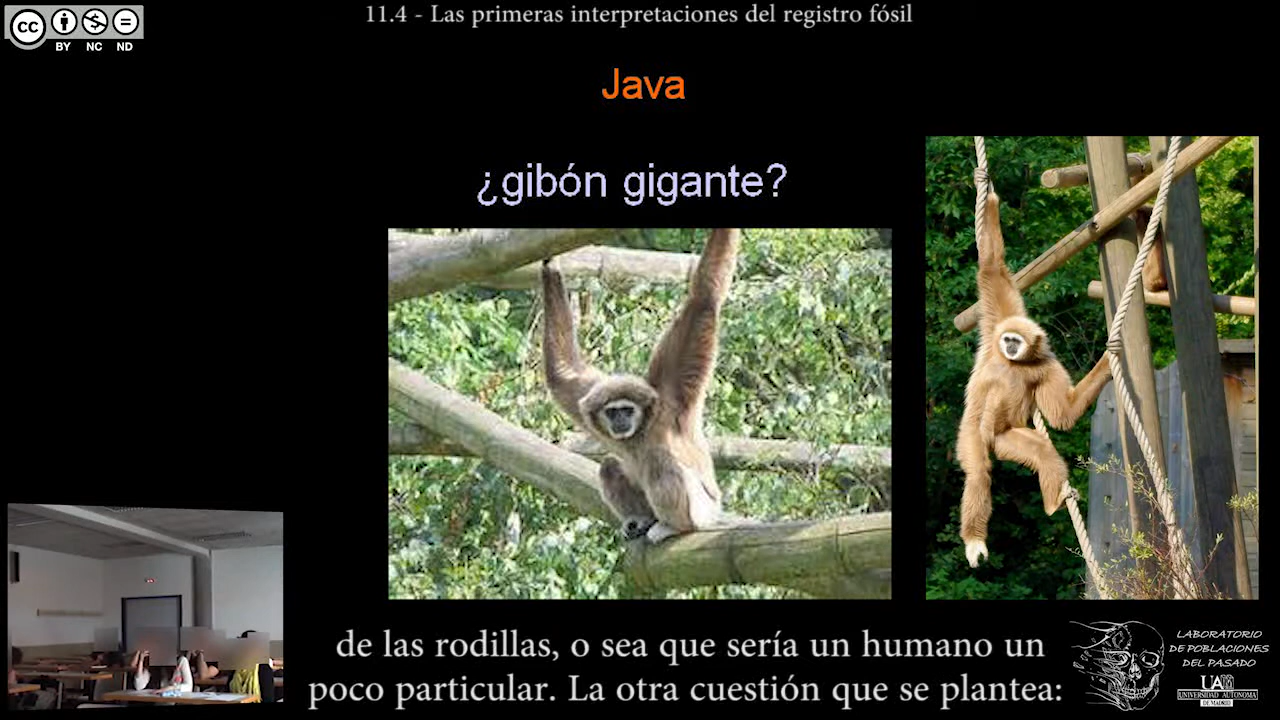 11.4 - Las primeras interpretaciones del registro fósil
cc
BY NC ND
Java
¿gibón gigante?
de las rodillas, o sea que sería un humano un
poco particular. La otra cuestión que se plantea:
LABORATORIO
DE POBLACIONES
DEL PASADO
UAM
UNIVERSIDAD AUTONOMA
DE MADRID